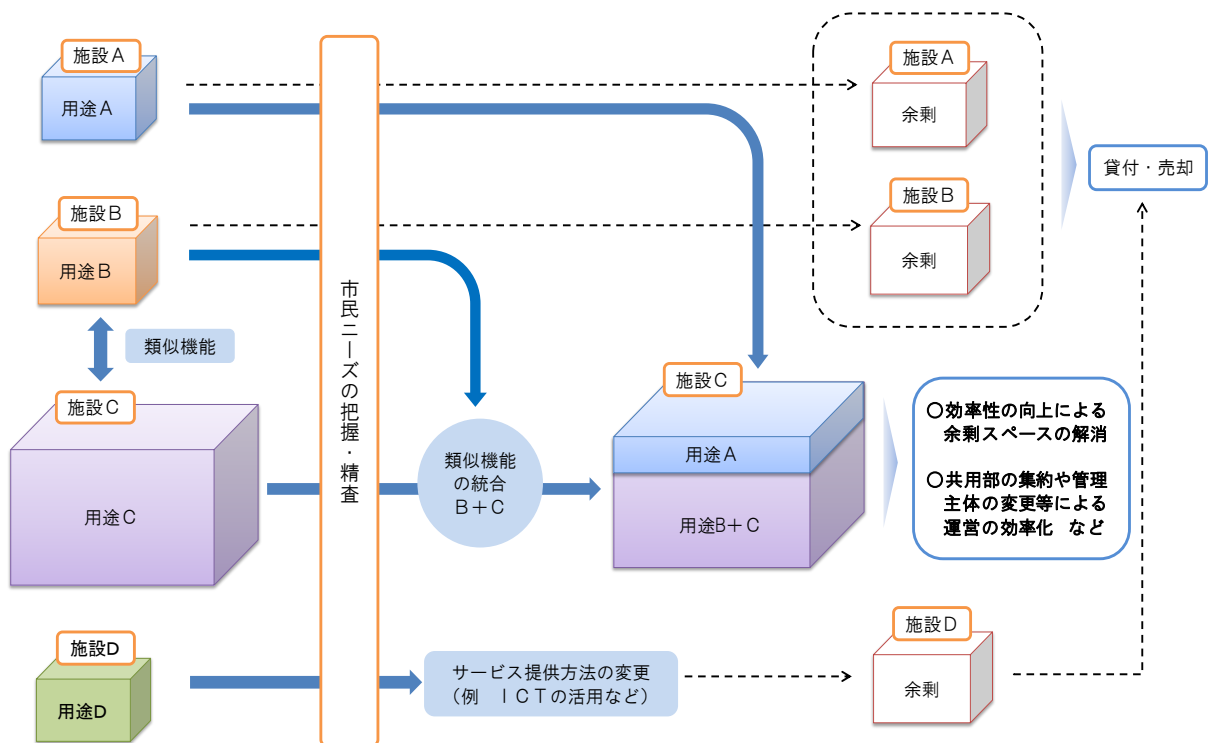 施設A
用途A
施設B
用途B
類似機能
施設C
用途C
施設D
用途D
市民ニーズの把握・精査
類似機能
の統合
B+C
サービス提供方法の変更
(例　ICTの活用など)
施設C
用途A
用途B+C
施設A
余剰
施設B
余剰
貸付・売却
○効率性の向上による
余剰スペースの解消
○共用部の集約や管理
主体の変更等による
運営の効率化　など
施設D
余剰